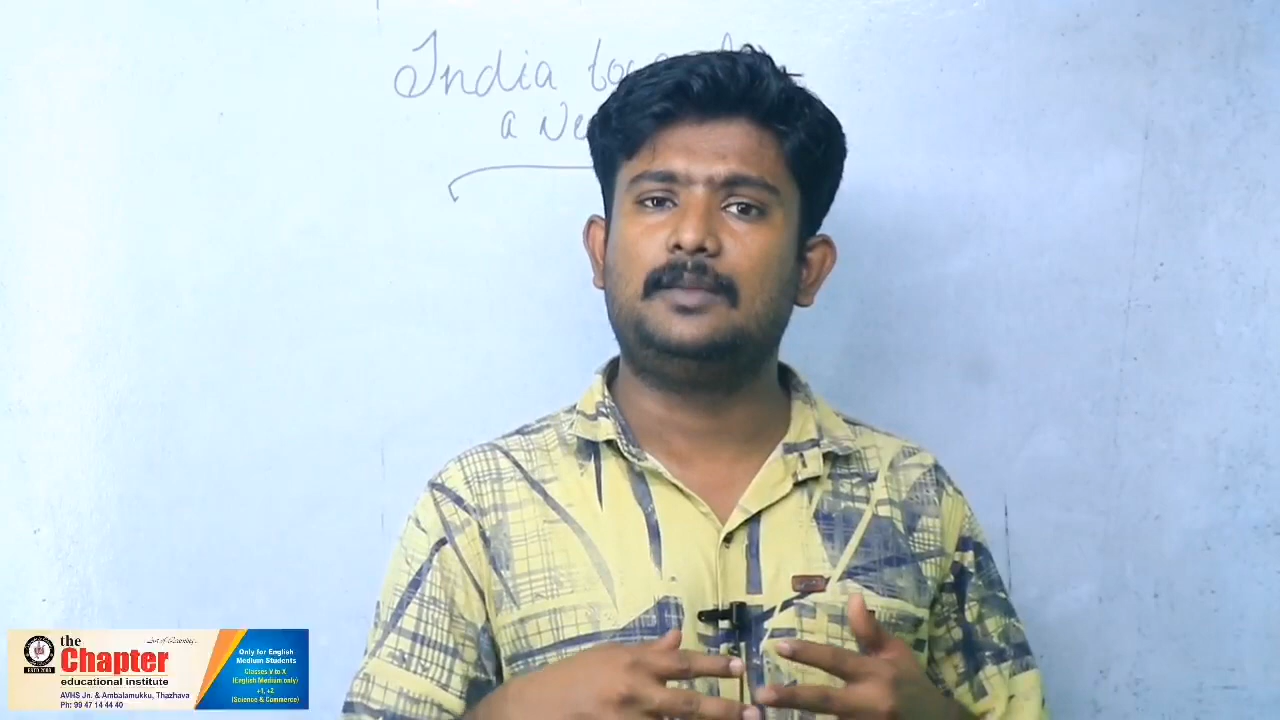 India
a
the
Chapter
educational institute
AVHS Jn. & Ambalamukku, Thazhava
Ph: 99 47 14 44 40
Only for English
Medium Students
Classes V to X
(English Medium only)
+1, +2
(Science & Commerce)